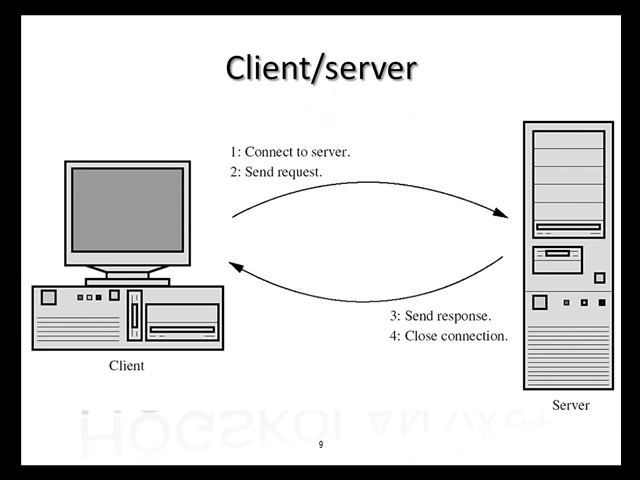 Client/server
1: Connect to server.
2: Send request.
3: Send response.
4: Close connection.
Client
Server
9